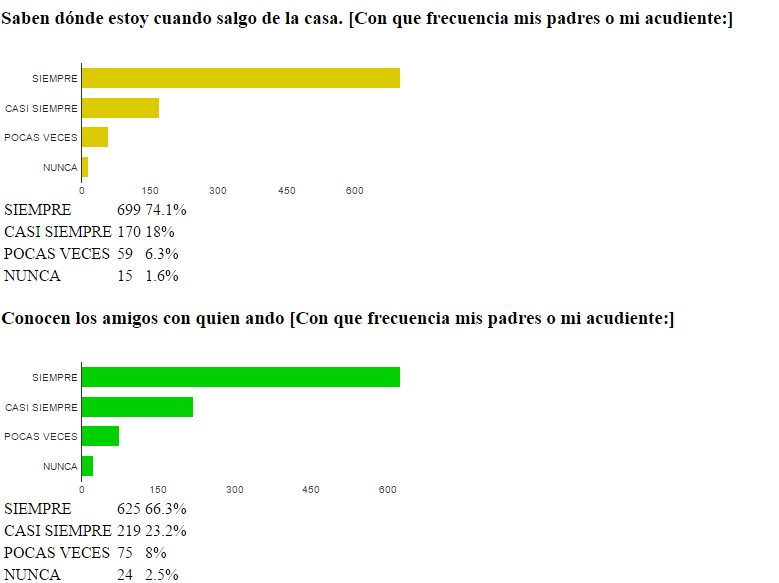 Saben dónde estoy cuando salgo de la casa. [Con que frecuencia mis padres o mi acudiente:]
SIEMPRE
CASI SIEMPRE
POCAS VECES
NUNCA
0 150 300 450 600
SIEMPRE 699 74.1%
CASI SIEMPRE 170 18%
POCAS VECES 59 6.3%
NUNCA 15 1.6%
Conocen los amigos con quien ando [Con que frecuencia mis padres o mi acudiente:]
SIEMPRE
CASI SIEMPRE
POCAS VECES
NUNCA
0 150 300 450 600
SIEMPRE 625 66.3%
CASI SIEMPRE 219 23.2%
POCAS VECES 75 8%
NUNCA 24 2.5%